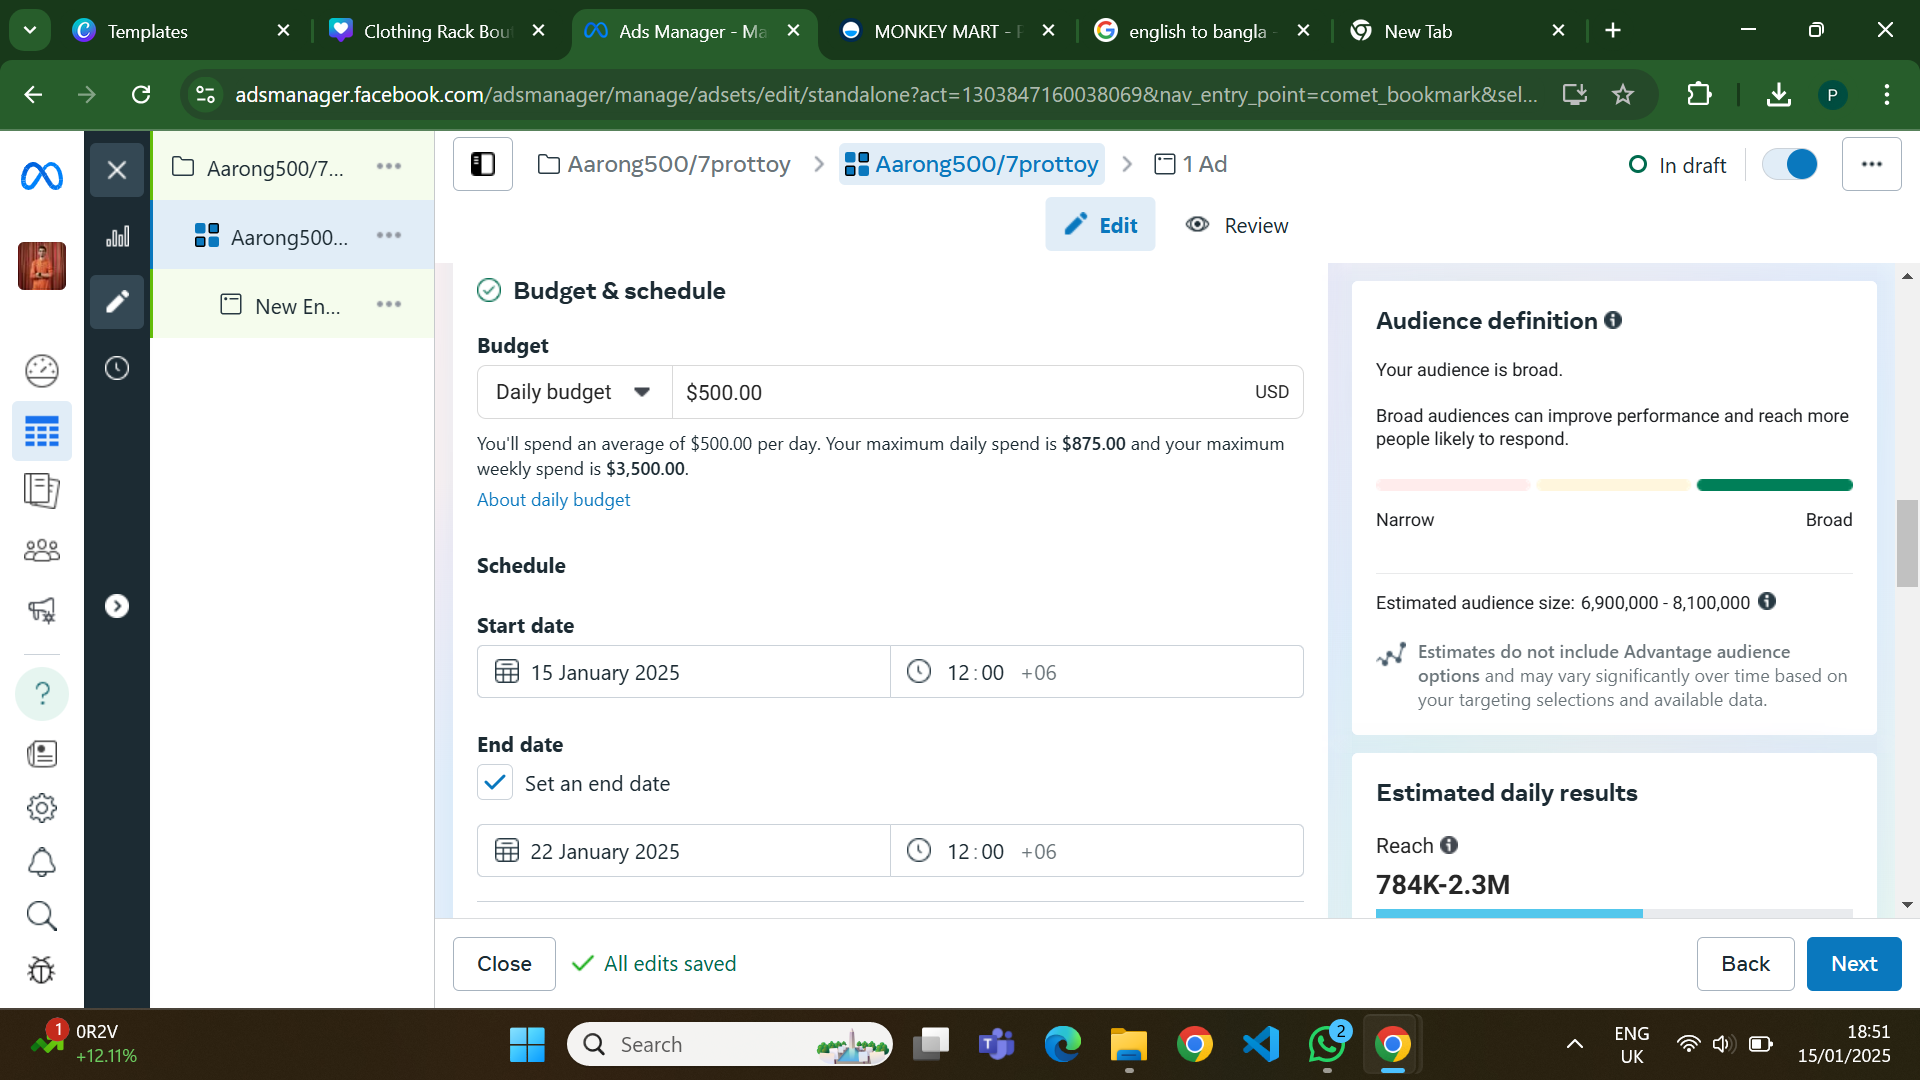 Templates
Clothing Rack Bou
Ads Manager - Ma
MONKEY MART - P
english to bangla -
New Tab
adsmanager.facebook.com/adsmanager/manage/adsets/edit/standalone?act=1303847160038069&nav_entry_point=comet_bookmark&sel...
P
Aarong500/7...
Aarong500...
New En...
Aarong500/7prottoy
Aarong500/7prottoy
1 Ad
In draft
Edit
Review
Budget & schedule
Budget
Daily budget
$500.00
USD
You'll spend an average of $500.00 per day. Your maximum daily spend is $875.00 and your maximum
weekly spend is $3,500.00.
About daily budget
Schedule
Start date
15 January 2025
12:00 +06
End date
Set an end date
22 January 2025
12:00 +06
Audience definition
Your audience is broad.
Broad audiences can improve performance and reach more
people likely to respond.
Narrow
Broad
Estimated audience size: 6,900,000 - 8,100,000
Estimates do not include Advantage audience
options and may vary significantly over time based on
your targeting selections and available data.
Estimated daily results
Reach
784K-2.3M
Close
All edits saved
Back
Next
1
0R2V
+12.11%
Search
2
ENG
UK
18:51
15/01/2025